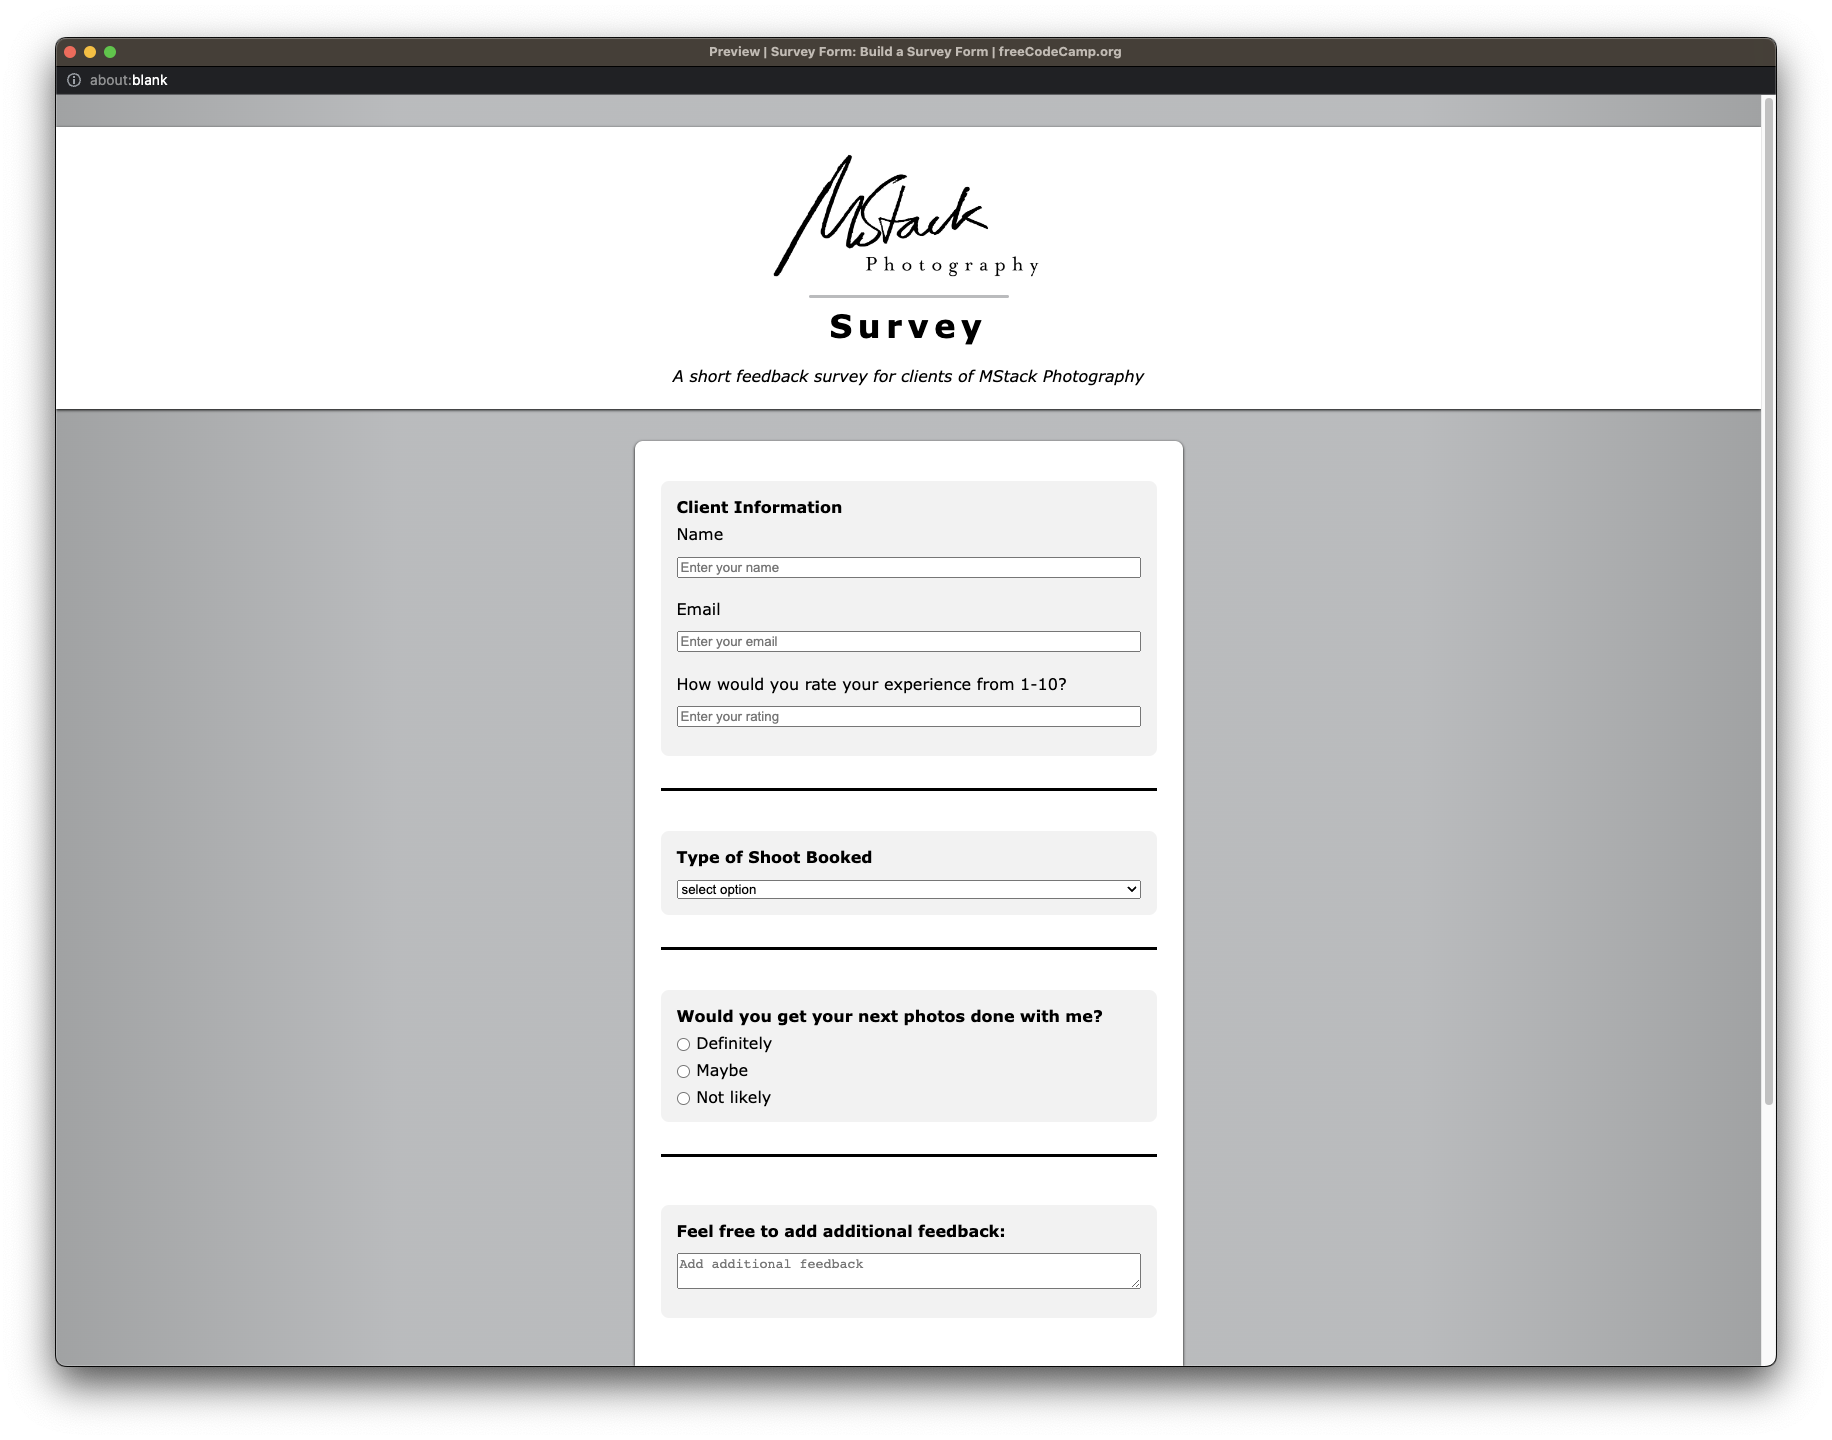 Preview | Survey Form: Build a Survey Form | freeCodeCamp.org
about:blank
MStack
Photography
Survey
A short feedback survey for clients of MStack Photography
Client Information
Name
Enter your name
Email
Enter your email
How would you rate your experience from 1-10?
Enter your rating
Type of Shoot Booked
select option
Would you get your next photos done with me?
Definitely
Maybe
Not likely
Feel free to add additional feedback:
Add additional feedback